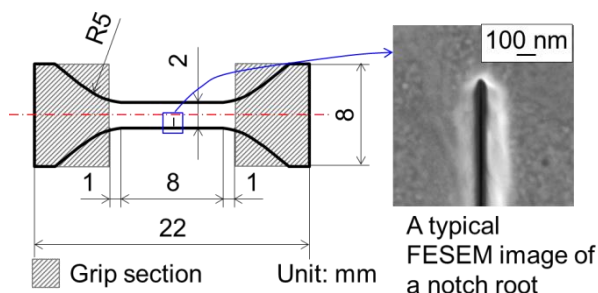 R5
2
100 nm
8
1
8
1
22
A typical
FESEM image of
a notch root
Grip section
Unit: mm